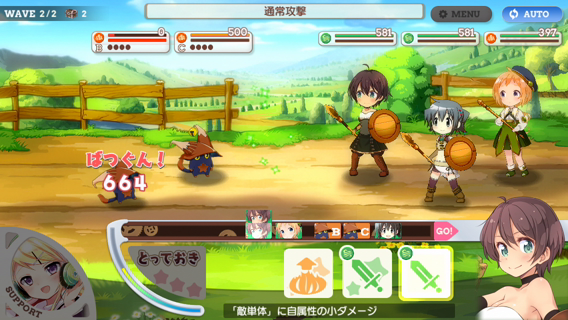 WAVE 2/2 2
通常攻撃
MENU
AUTO
0
B
500
C
581
581
397
ばつぐん!
664
B
C
GO!
とっておき
SUPPORT
「敵単体」に自属性の小ダメージ